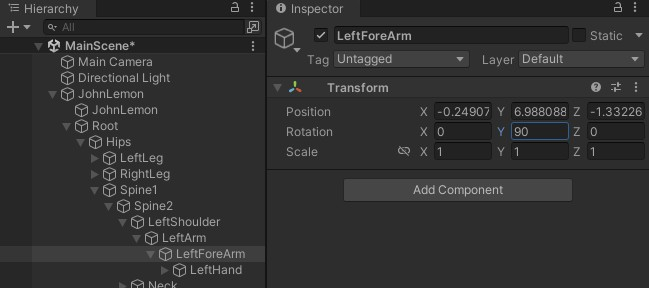 Hierarchy
All
MainScene*
Main Camera
Directional Light
JohnLemon
JohnLemon
Root
Hips
LeftLeg
RightLeg
Spine1
Spine2
LeftShoulder
LeftArm
LeftForeArm
LeftHand
Neck
Inspector
LeftForeArm Static
Tag Untagged Layer Default
Transform
Position X -0.24907 Y 6.988088 Z -1.33226
Rotation X 0 Y 90 Z 0
Scale X 1 Y 1 Z 1
Add Component